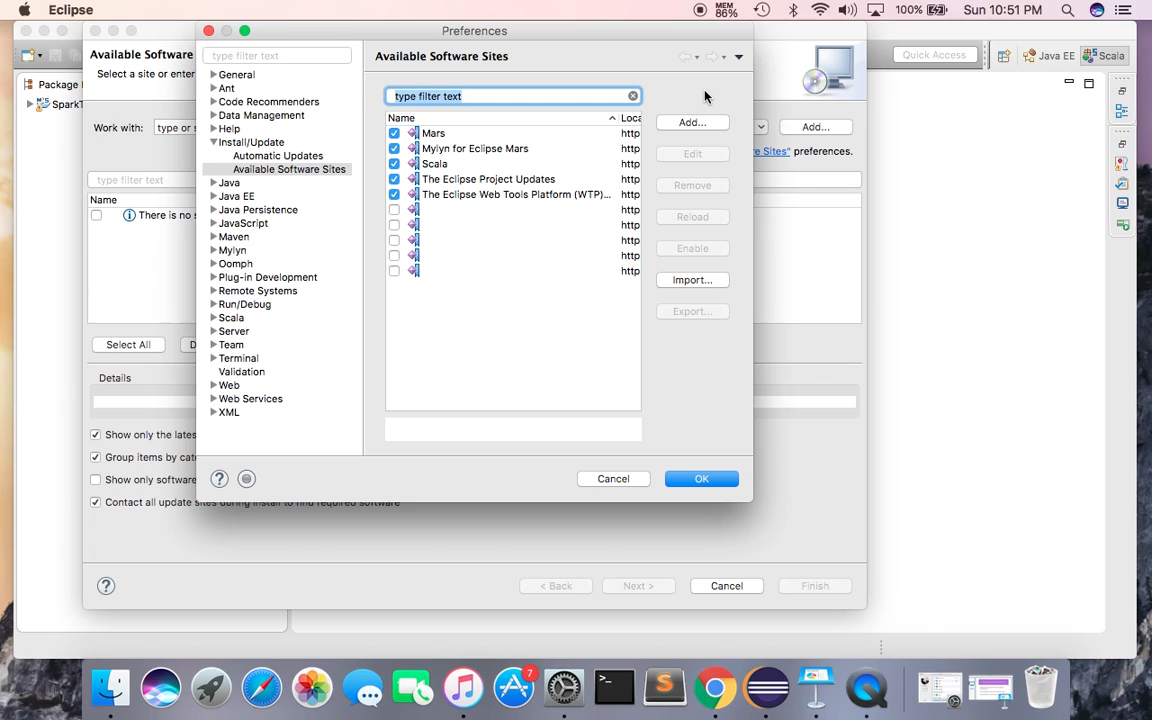 Eclipse
MEM
86%
100%
Sun 10:51 PM
Preferences
Available Software
Select a site or enter
Work with:
type or s
Add...
e Sites" preferences.
type filter text
Name
There is no s
Select All
D
Details
Show only the lates
Group items by cate
Show only software
Contact all update sites during install to find required software
< Back
Next >
Cancel
Finish
Quick Access
Java EE
Scala
Package
SparkT
type filter text
General
Ant
Code Recommenders
Data Management
Help
Install/Update
Automatic Updates
Available Software Sites
Java
Java EE
Java Persistence
JavaScript
Maven
Mylyn
Oomph
Plug-in Development
Remote Systems
Run/Debug
Scala
Server
Team
Terminal
Validation
Web
Web Services
XML
Available Software Sites
type filter text
Name
Loca
Mars
http
Mylyn for Eclipse Mars
http
Scala
http
The Eclipse Project Updates
http
The Eclipse Web Tools Platform (WTP)...
http
http
http
http
http
http
Add...
Edit
Remove
Reload
Enable
Import...
Export...
Cancel
OK
7